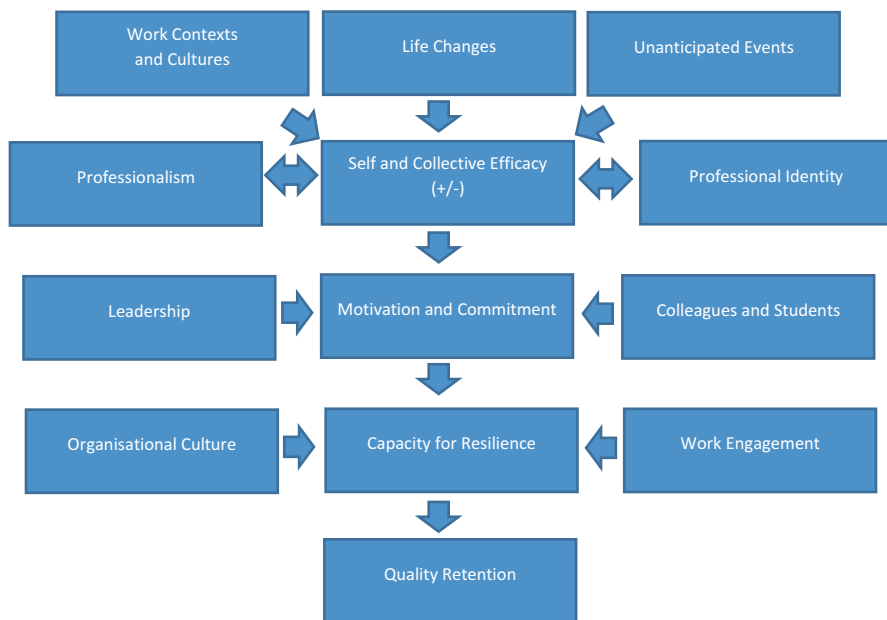 Work Contexts
and Cultures
Life Changes
Unanticipated Events
Professionalism
Self and Collective Efficacy
(+/-)
Professional Identity
Leadership
Motivation and Commitment
Colleagues and Students
Organisational Culture
Capacity for Resilience
Work Engagement
Quality Retention